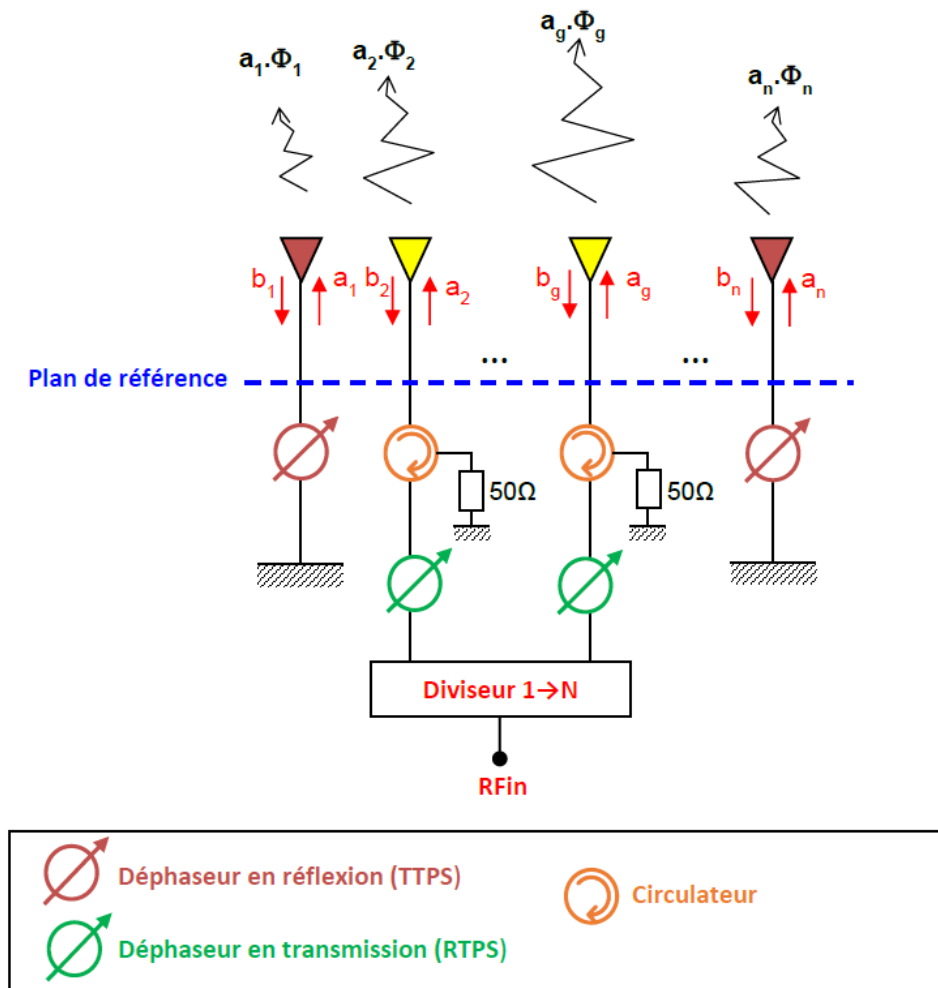 a1.Φ1
a2.Φ2
ag.Φg
an.Φn
b1
a1
b2
a2
bg
ag
bn
an
...
...
Plan de référence
50Ω
50Ω
Diviseur 1→N
RFin
Déphaseur en réflexion (TTPS)
Circulateur
Déphaseur en transmission (RTPS)